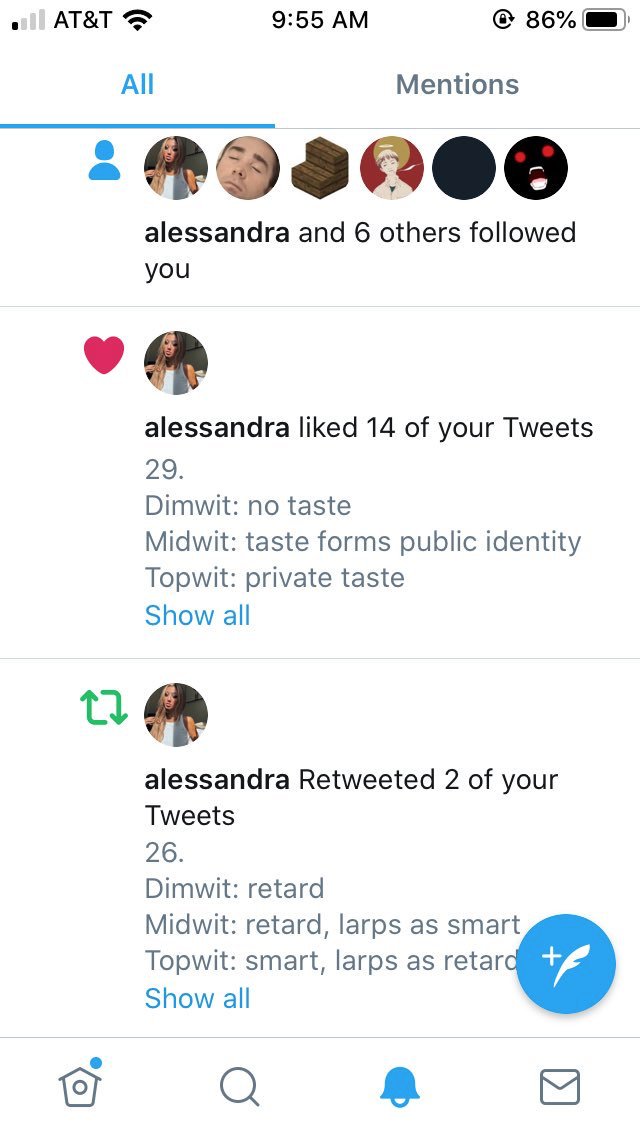 AT&T 9:55 AM 86%
All Mentions
alessandra and 6 others followed
you
alessandra liked 14 of your Tweets
29.
Dimwit: no taste
Midwit: taste forms public identity
Topwit: private taste
Show all
alessandra Retweeted 2 of your
Tweets
26.
Dimwit: retard
Midwit: retard, larps as smart
Topwit: smart, larps as retard
Show all